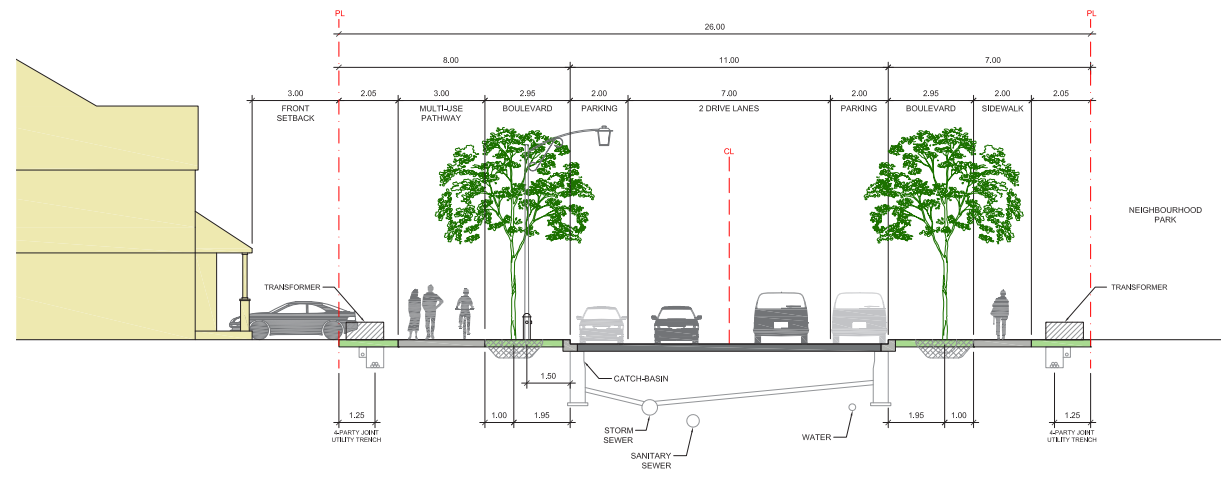 PL
PL
26.00
8.00
11.00
7.00
3.00
2.05
3.00
2.95
2.00
7.00
2.00
2.95
2.00
2.05
FRONT
SETBACK
MULTI-USE
PATHWAY
BOULEVARD
PARKING
2 DRIVE LANES
PARKING
BOULEVARD
SIDEWALK
CL
NEIGHBOURHOOD
PARK
TRANSFORMER
TRANSFORMER
1.50
CATCH-BASIN
1.25
1.00
1.95
1.95
1.00
1.25
4-PARTY JOINT
UTILITY TRENCH
STORM
SEWER
SANITARY
SEWER
WATER
4-PARTY JOINT
UTILITY TRENCH